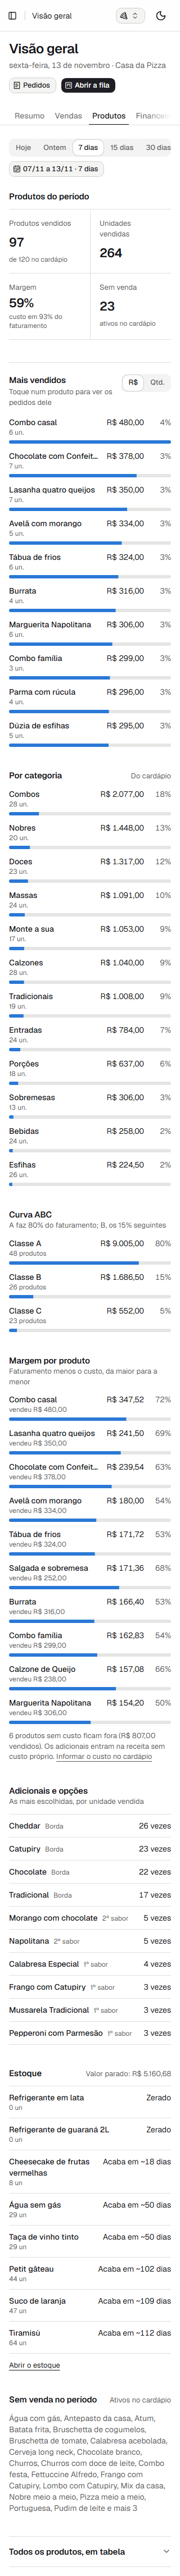 Visão geral
Visão geral
sexta-feira, 13 de novembro · Casa da Pizza
Pedidos
Abrir a fila
Resumo Vendas Produtos Finance
Hoje Ontem 7 dias 15 dias 30 dias
07/11 a 13/11 · 7 dias
Produtos do período
Produtos vendidos
97
de 120 no cardápio
Unidades
vendidas
264
Margem
59%
custo em 93% do
faturamento
Sem venda
23
ativos no cardápio
Mais vendidos
R$ Qtd.
Toque num produto para ver os
pedidos dele
Combo casal R$ 480,00 4%
6 un.
Chocolate com Confeit... R$ 378,00 3%
7 un.
Lasanha quatro queijos R$ 350,00 3%
7 un.
Avelã com morango R$ 334,00 3%
5 un.
Tábua de frios R$ 324,00 3%
6 un.
Burrata R$ 316,00 3%
4 un.
Marguerita Napolitana R$ 306,00 3%
6 un.
Combo família R$ 299,00 3%
3 un.
Parma com rúcula R$ 296,00 3%
4 un.
Dúzia de esfihas R$ 295,00 3%
5 un.
Por categoria Do cardápio
Combos R$ 2.077,00 18%
28 un.
Nobres R$ 1.448,00 13%
20 un.
Doces R$ 1.317,00 12%
23 un.
Massas R$ 1.091,00 10%
24 un.
Monte a sua R$ 1.053,00 9%
17 un.
Calzones R$ 1.040,00 9%
28 un.
Tradicionais R$ 1.008,00 9%
19 un.
Entradas R$ 784,00 7%
24 un.
Porções R$ 637,00 6%
18 un.
Sobremesas R$ 306,00 3%
13 un.
Bebidas R$ 258,00 2%
24 un.
Esfihas R$ 224,50 2%
26 un.
Curva ABC
A faz 80% do faturamento; B, os 15% seguintes
Classe A R$ 9.005,00 80%
48 produtos
Classe B R$ 1.686,50 15%
26 produtos
Classe C R$ 552,00 5%
23 produtos
Margem por produto
Faturamento menos o custo, da maior para a
menor
Combo casal R$ 347,52 72%
vendeu R$ 480,00
Lasanha quatro queijos R$ 241,50 69%
vendeu R$ 350,00
Chocolate com Confeit... R$ 239,54 63%
vendeu R$ 378,00
Avelã com morango R$ 180,00 54%
vendeu R$ 334,00
Tábua de frios R$ 171,72 53%
vendeu R$ 324,00
Salgada e sobremesa R$ 171,36 68%
vendeu R$ 252,00
Burrata R$ 166,40 53%
vendeu R$ 316,00
Combo família R$ 162,83 54%
vendeu R$ 299,00
Calzone de Queijo R$ 157,08 66%
vendeu R$ 238,00
Marguerita Napolitana R$ 154,20 50%
vendeu R$ 306,00
6 produtos sem custo ficam fora (R$ 807,00
vendidos). Os adicionais entram na receita sem
custo próprio. Informar o custo no cardápio
Adicionais e opções
As mais escolhidas, por unidade vendida
Cheddar Borda 26 vezes
Catupiry Borda 23 vezes
Chocolate Borda 22 vezes
Tradicional Borda 17 vezes
Morango com chocolate 2º sabor 5 vezes
Napolitana 2º sabor 5 vezes
Calabresa Especial 1º sabor 4 vezes
Frango com Catupiry 1º sabor 3 vezes
Mussarela Tradicional 1º sabor 3 vezes
Pepperoni com Parmesão 1º sabor 3 vezes
Estoque Valor parado: R$ 5.160,68
Refrigerante em lata Zerado
0 un
Refrigerante de guaraná 2L Zerado
0 un
Cheesecake de frutas Acaba em ~18 dias
vermelhas
8 un
Água sem gás Acaba em ~50 dias
29 un
Taça de vinho tinto Acaba em ~50 dias
29 un
Petit gâteau Acaba em ~102 dias
44 un
Suco de laranja Acaba em ~109 dias
47 un
Tiramisù Acaba em ~112 dias
64 un
Abrir o estoque
Sem venda no período Ativos no cardápio
Água com gás, Antepasto da casa, Atum,
Batata frita, Bruschetta de cogumelos,
Bruschetta de tomate, Calabresa acebolada,
Cerveja long neck, Chocolate branco,
Churros, Churros com doce de leite, Combo
festa, Fettuccine Alfredo, Frango com
Catupiry, Lombo com Catupiry, Mix da casa,
Nobre meio a meio, Pizza meio a meio,
Portuguesa, Pudim de leite e mais 3
Todos os produtos, em tabela